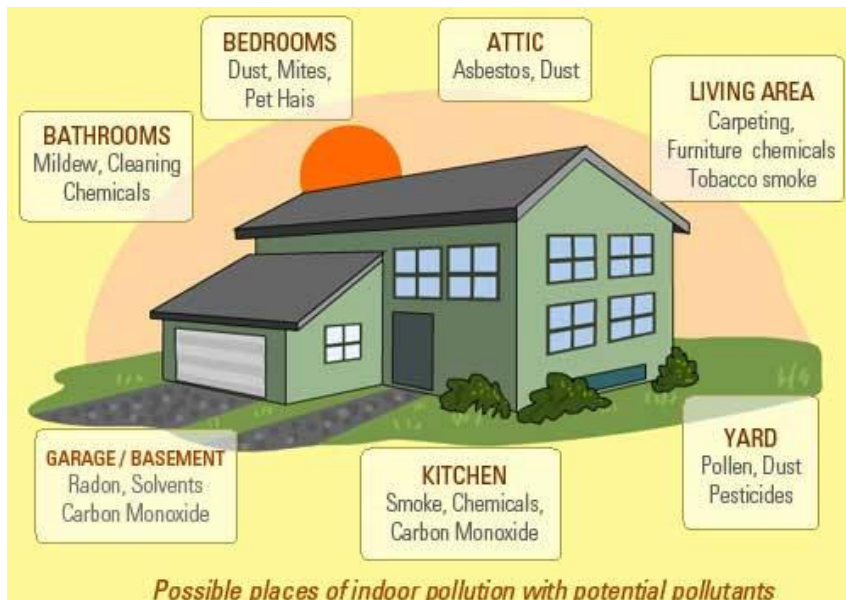 BEDROOMS
Dust, Mites,
Pet Hais
ATTIC
Asbestos, Dust
LIVING AREA
Carpeting,
Furniture chemicals
Tobacco smoke
BATHROOMS
Mildew, Cleaning
Chemicals
GARAGE / BASEMENT
Radon, Solvents
Carbon Monoxide
KITCHEN
Smoke, Chemicals,
Carbon Monoxide
YARD
Pollen, Dust
Pesticides
Possible places of indoor pollution with potential pollutants